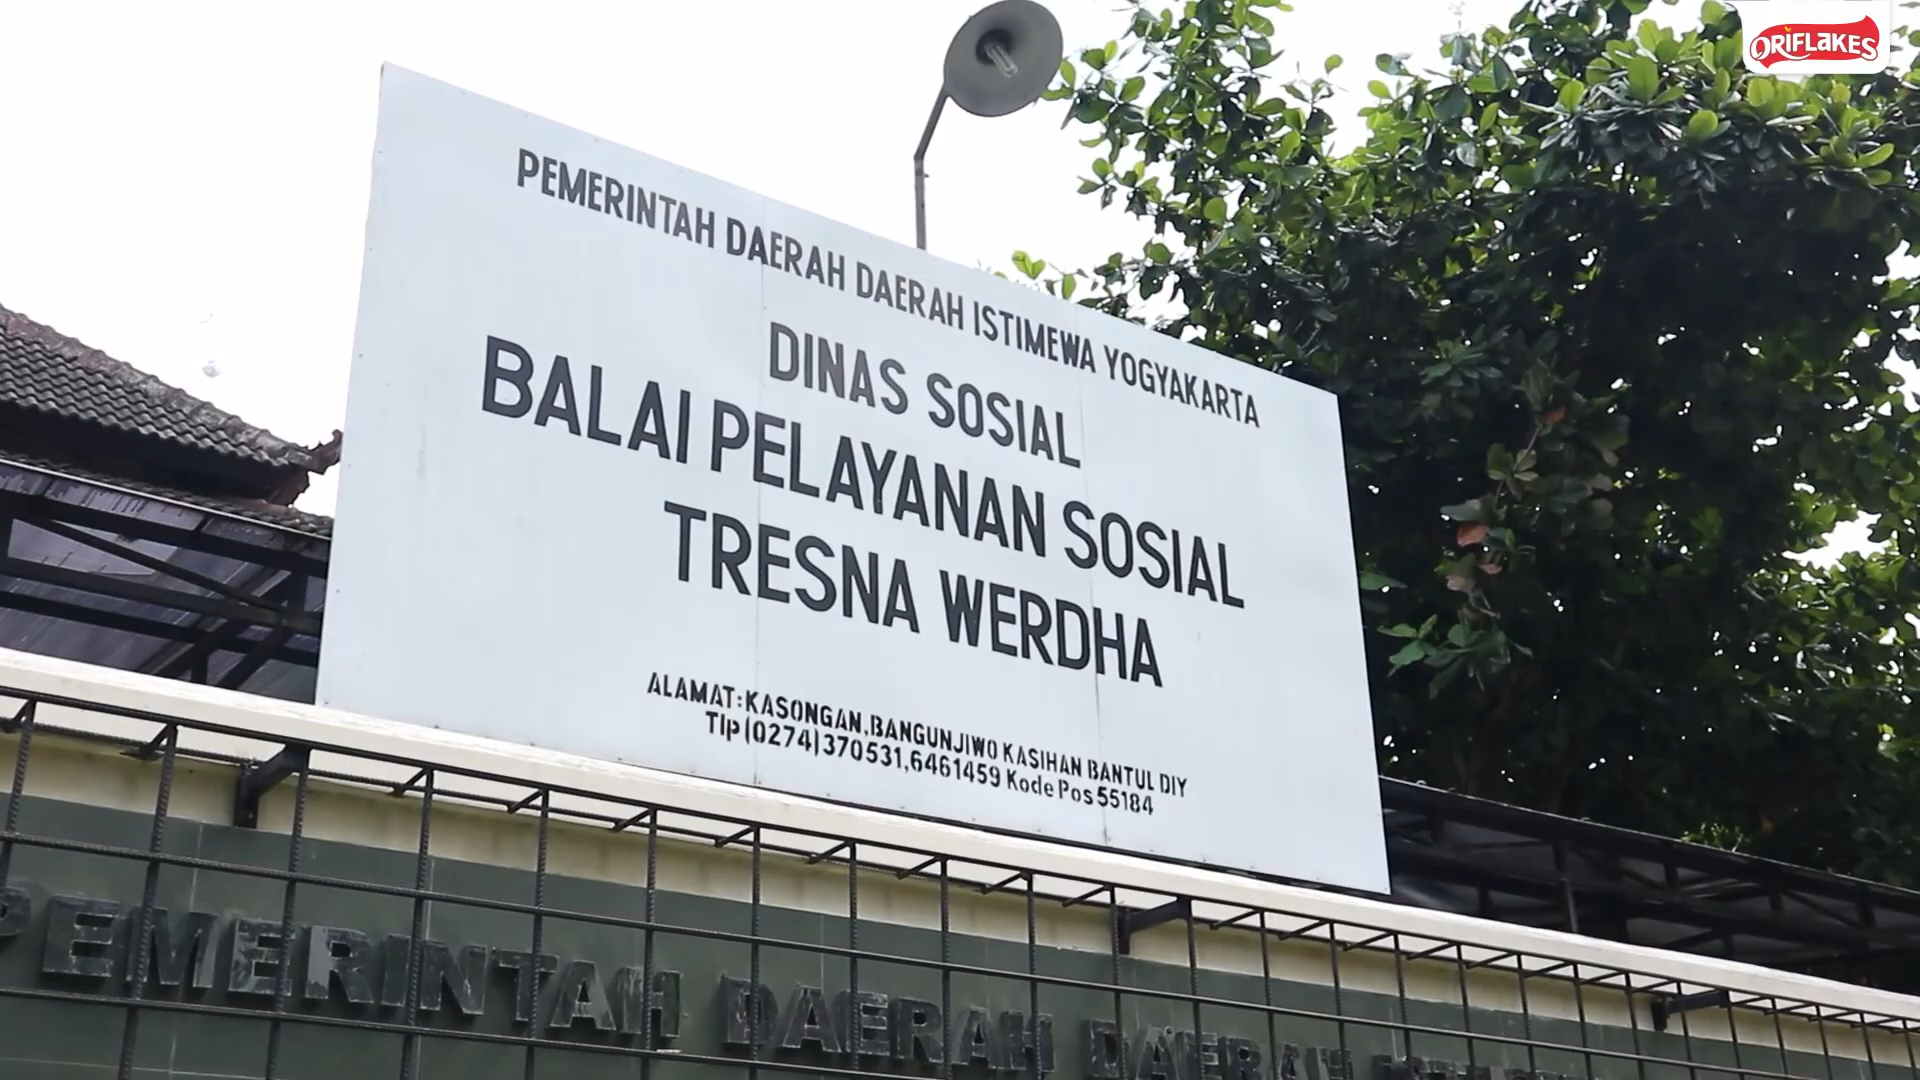 ORIFLAKES
PEMERINTAH DAERAH DAERAH ISTIMEWA YOGYAKARTA
DINAS SOSIAL
BALAI PELAYANAN SOSIAL
TRESNA WERDHA
ALAMAT:KASONGAN,BANGUNJIWO KASIHAN BANTUL DIY
Tlp(0274)370531,6461459 Kode Pos 55184
PEMERINTAH DAERAH DAERAH